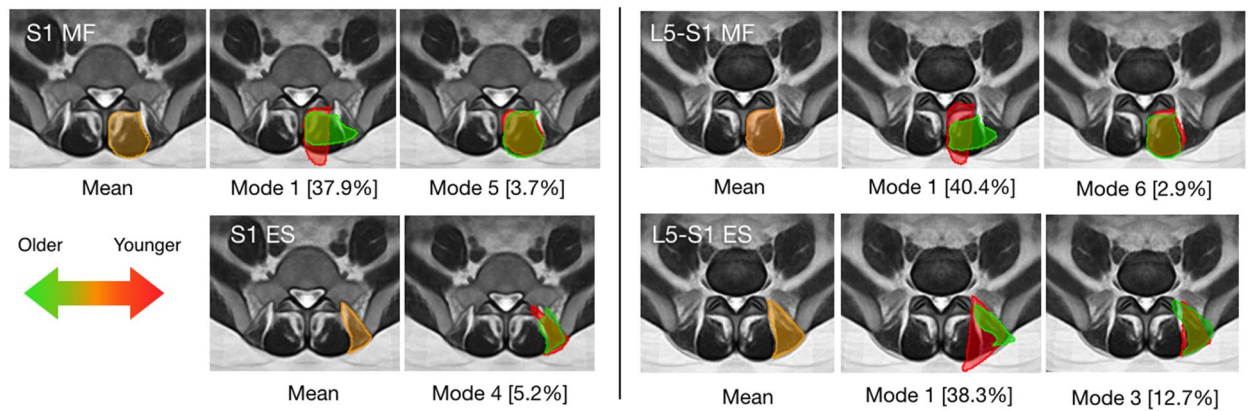 S1 MF
Mean
Mode 1 [37.9%]
Mode 5 [3.7%]
Older
Younger
S1 ES
Mean
Mode 4 [5.2%]
L5-S1 MF
Mean
Mode 1 [40.4%]
Mode 6 [2.9%]
L5-S1 ES
Mean
Mode 1 [38.3%]
Mode 3 [12.7%]